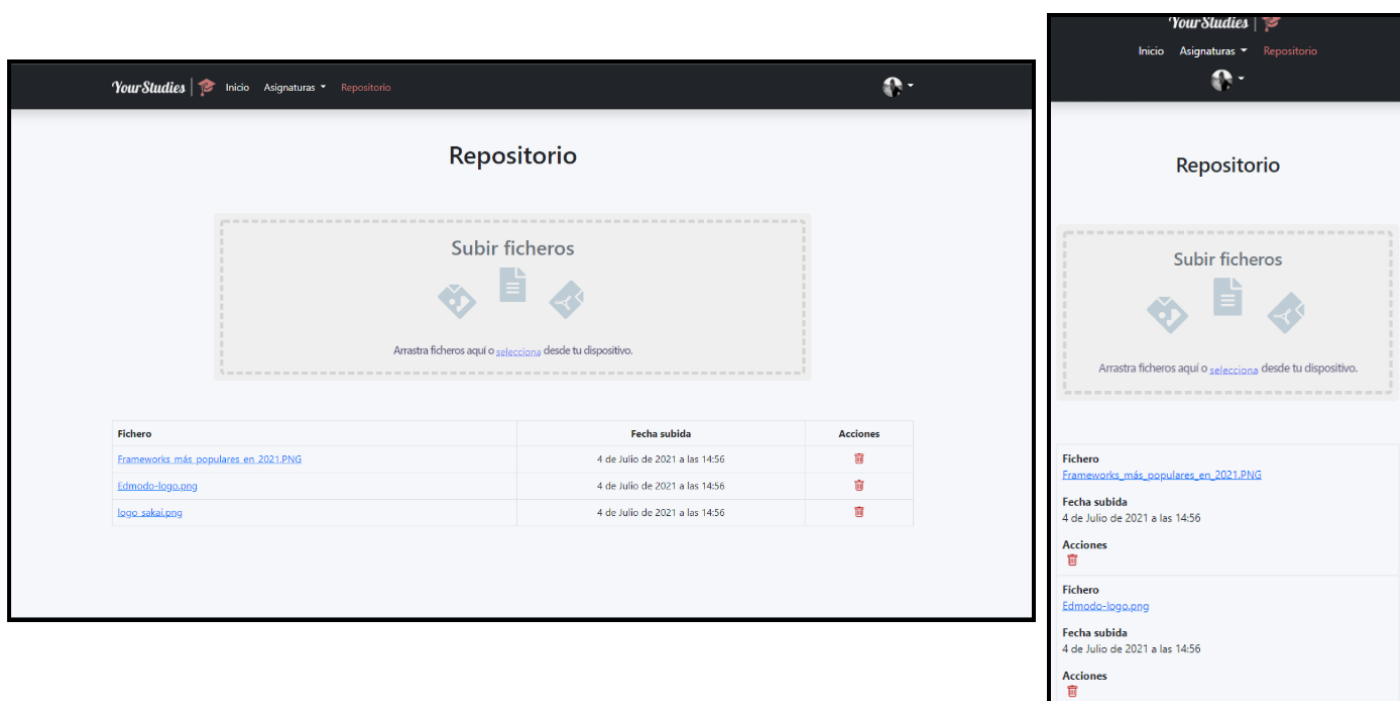 YourStudies | Inicio Asignaturas Repositorio
Repositorio
Subir ficheros
Arrastra ficheros aquí o selecciona desde tu dispositivo.
Fichero Fecha subida Acciones
Frameworks_más_populares_en_2021.PNG 4 de Julio de 2021 a las 14:56
Edmodo-logo.png 4 de Julio de 2021 a las 14:56
logo_sakai.png 4 de Julio de 2021 a las 14:56
YourStudies |
Inicio Asignaturas Repositorio
Repositorio
Subir ficheros
Arrastra ficheros aquí o selecciona desde tu dispositivo.
Fichero
Frameworks_más_populares_en_2021.PNG
Fecha subida
4 de Julio de 2021 a las 14:56
Acciones
Fichero
Edmodo-logo.png
Fecha subida
4 de Julio de 2021 a las 14:56
Acciones